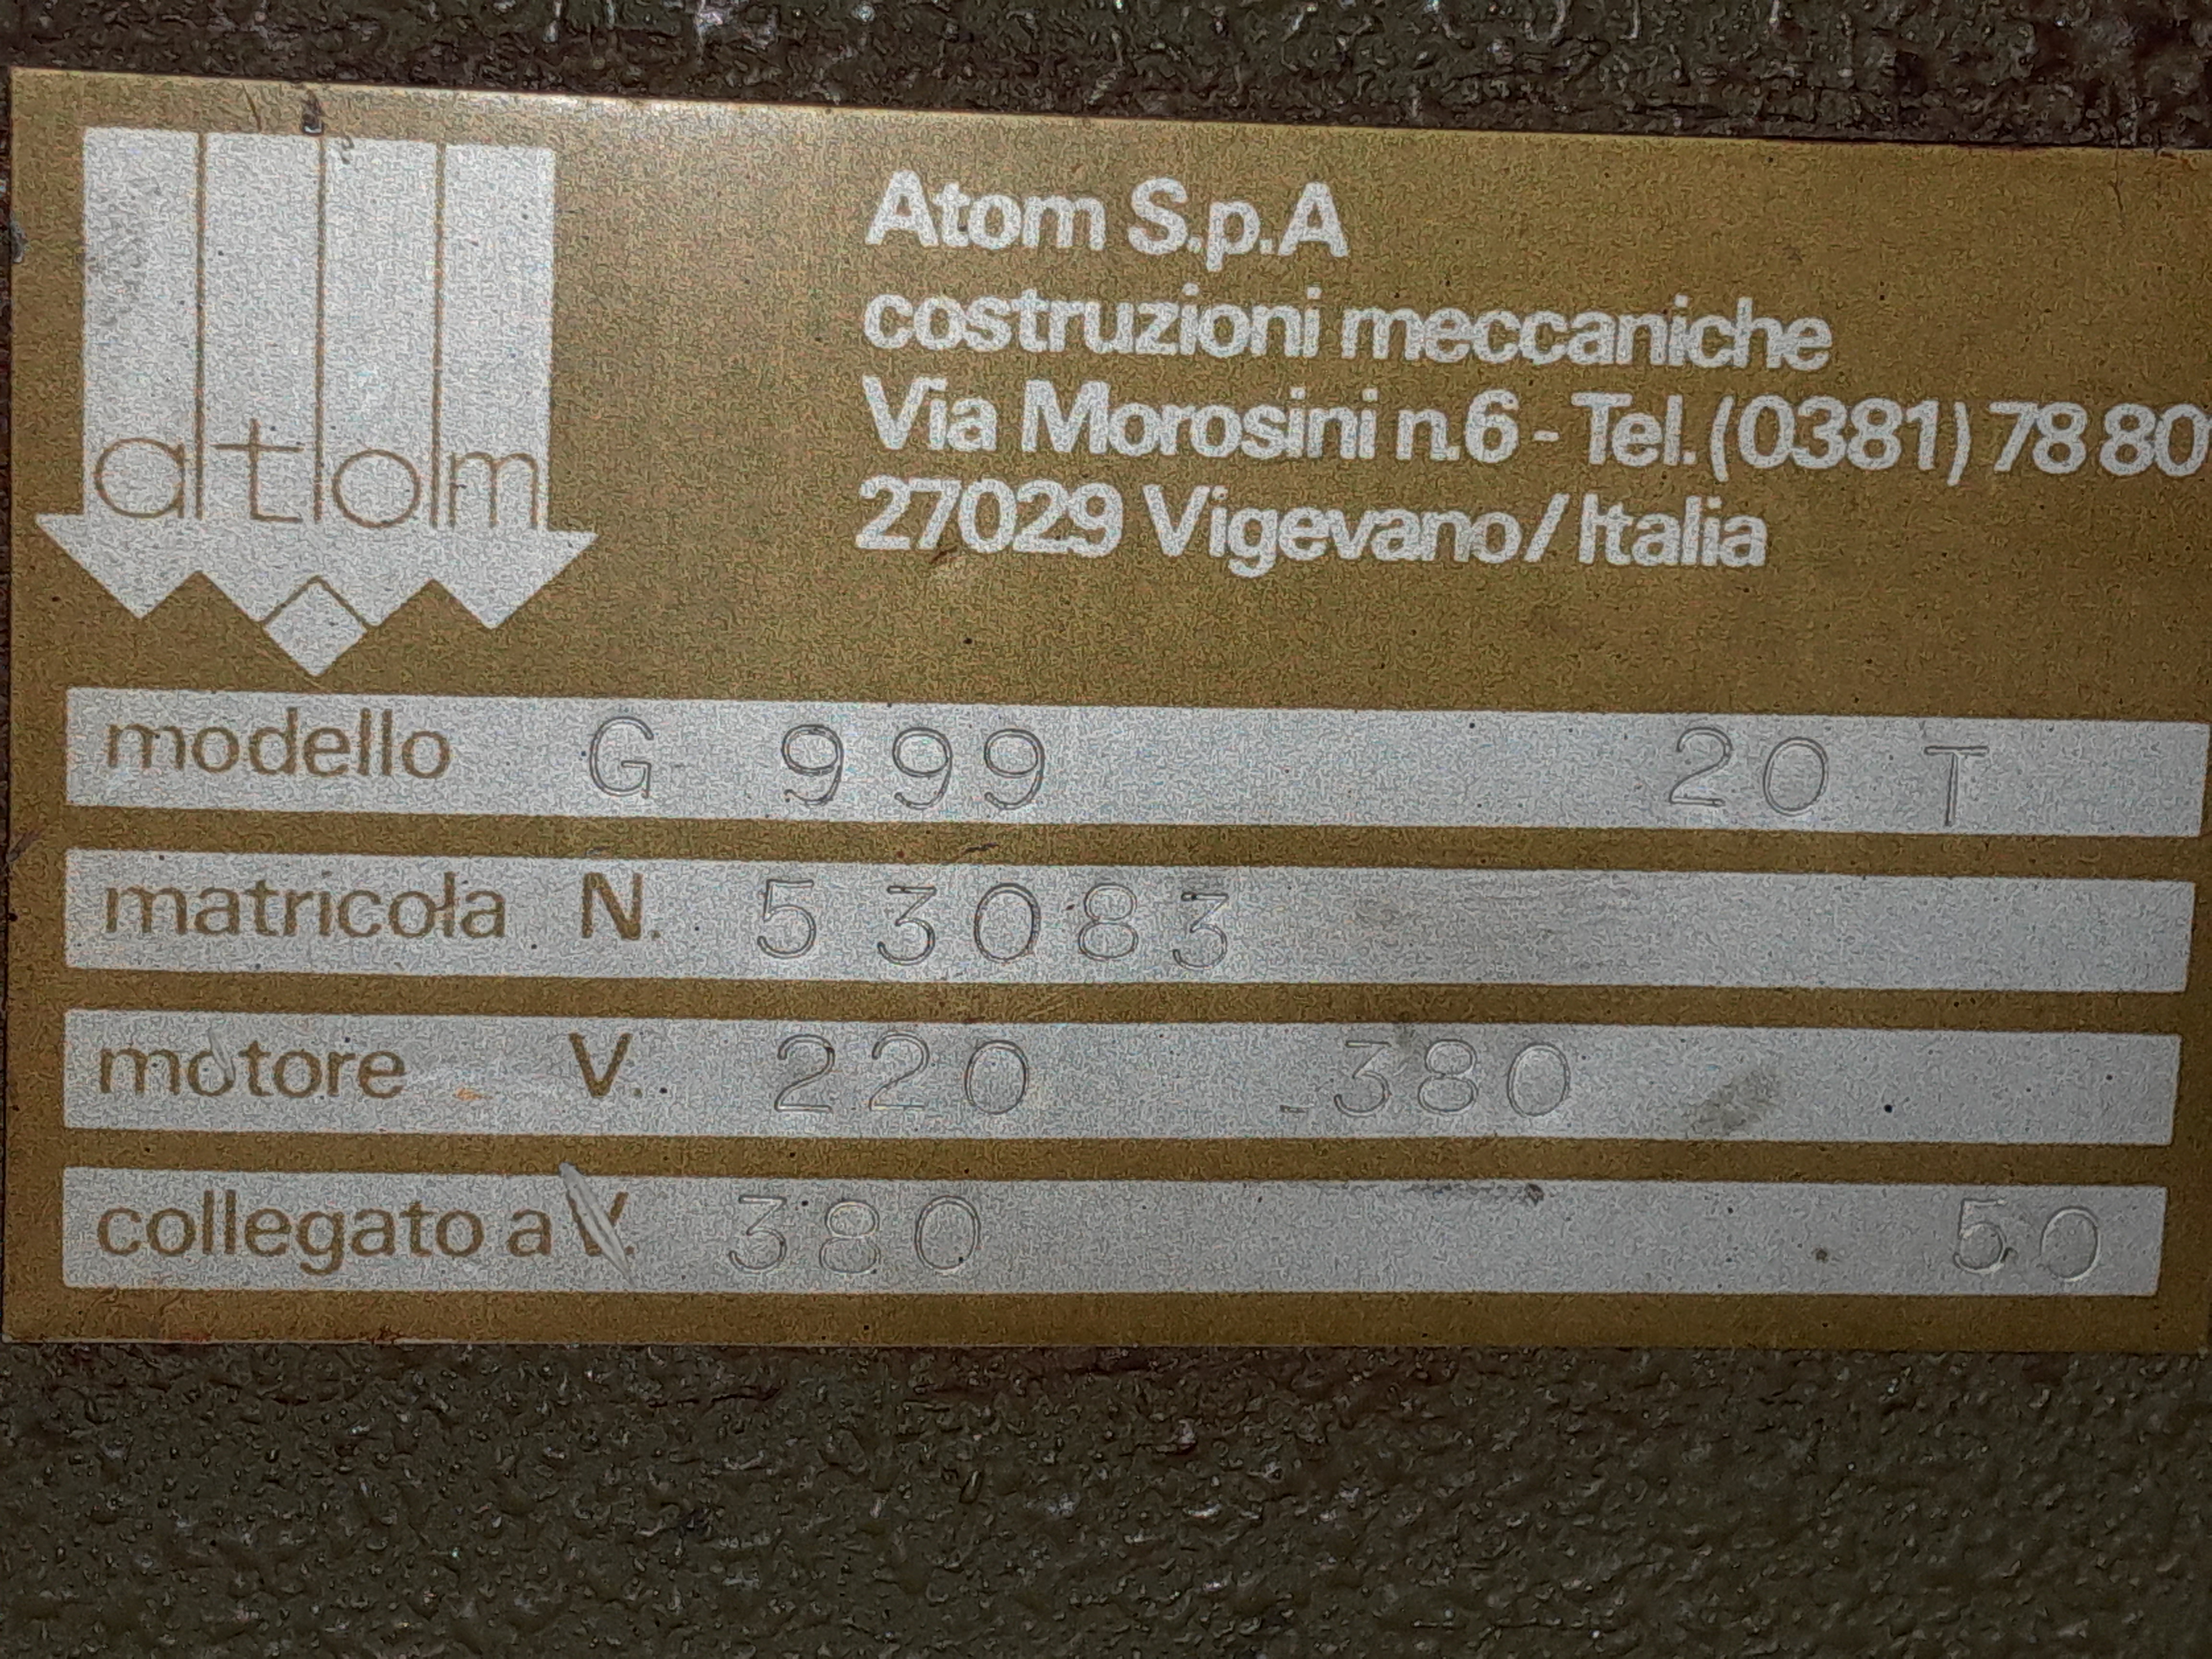 atom
Atom S.p.A
costruzioni meccaniche
Via Morosini n.6 - Tel. (0381) 78 80
27029 Vigevano/Italia
modello G 999 20 T
matricola N. 53083
motore V. 220 - 380
collegato a V. 380 50